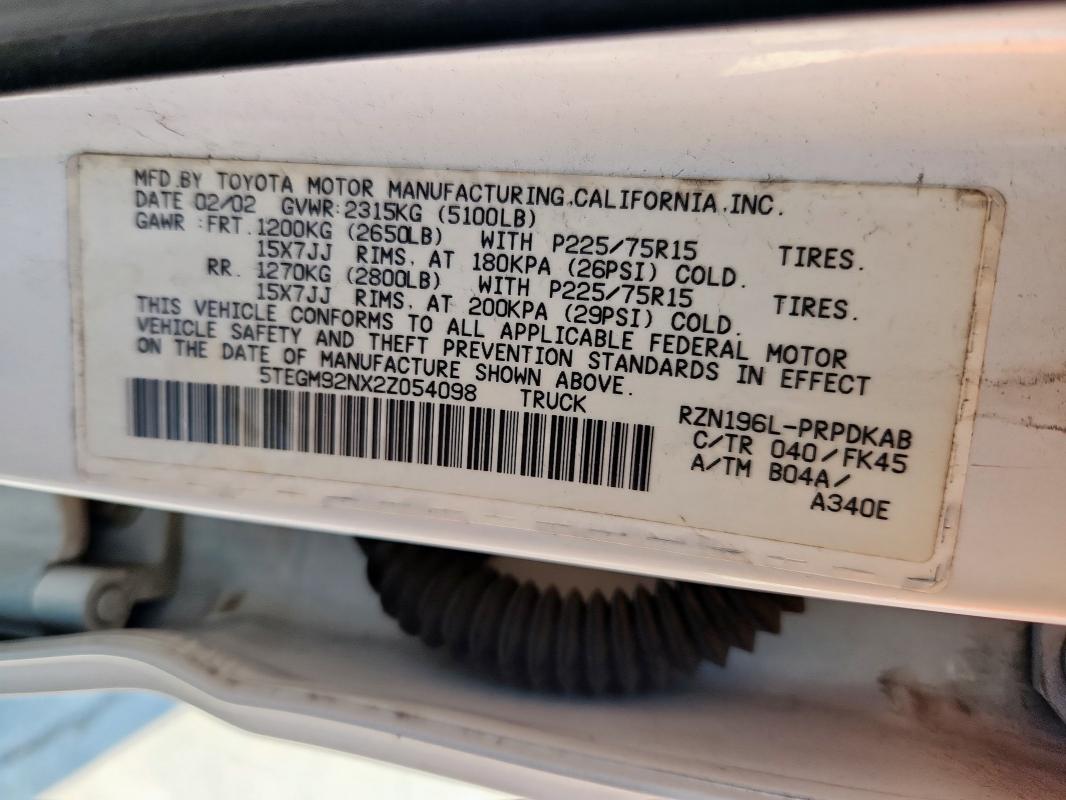 MFD.BY TOYOTA MOTOR MANUFACTURING,CALIFORNIA,INC.
DATE 02/02 GVWR:2315KG (5100LB)
GAWR :FRT.1200KG (2650LB) WITH P225/75R15 TIRES.
15X7JJ RIMS. AT 180KPA (26PSI) COLD.
RR. 1270KG (2800LB) WITH P225/75R15 TIRES.
15X7JJ RIMS. AT 200KPA (29PSI) COLD.
THIS VEHICLE CONFORMS TO ALL APPLICABLE FEDERAL MOTOR
VEHICLE SAFETY AND THEFT PREVENTION STANDARDS IN EFFECT
ON THE DATE OF MANUFACTURE SHOWN ABOVE.
5TEGM92NX2Z054098 TRUCK
RZN196L-PRPDKAB
C/TR 040/FK45
A/TM B04A/
A340E